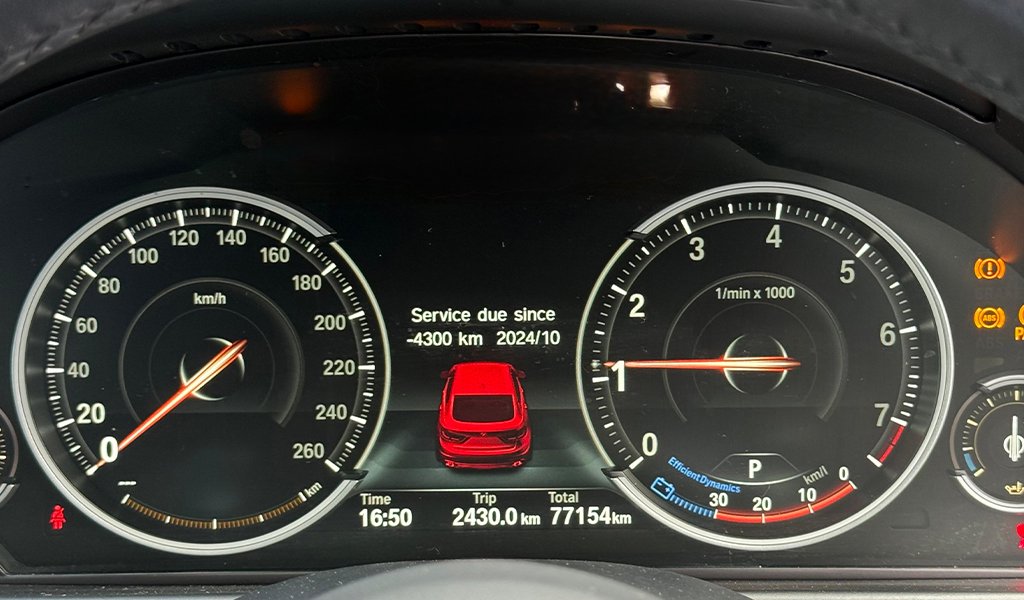 Service due since
-4300 km 2024/10
km/h
0
20
40
60
80
100
120
140
160
180
200
220
240
260
km
1/min x 1000
0
1
2
3
4
5
6
7
P
EfficientDynamics
30
20
10
0
km/l
Time
16:50
Trip
2430.0 km
Total
77154 km
ABS